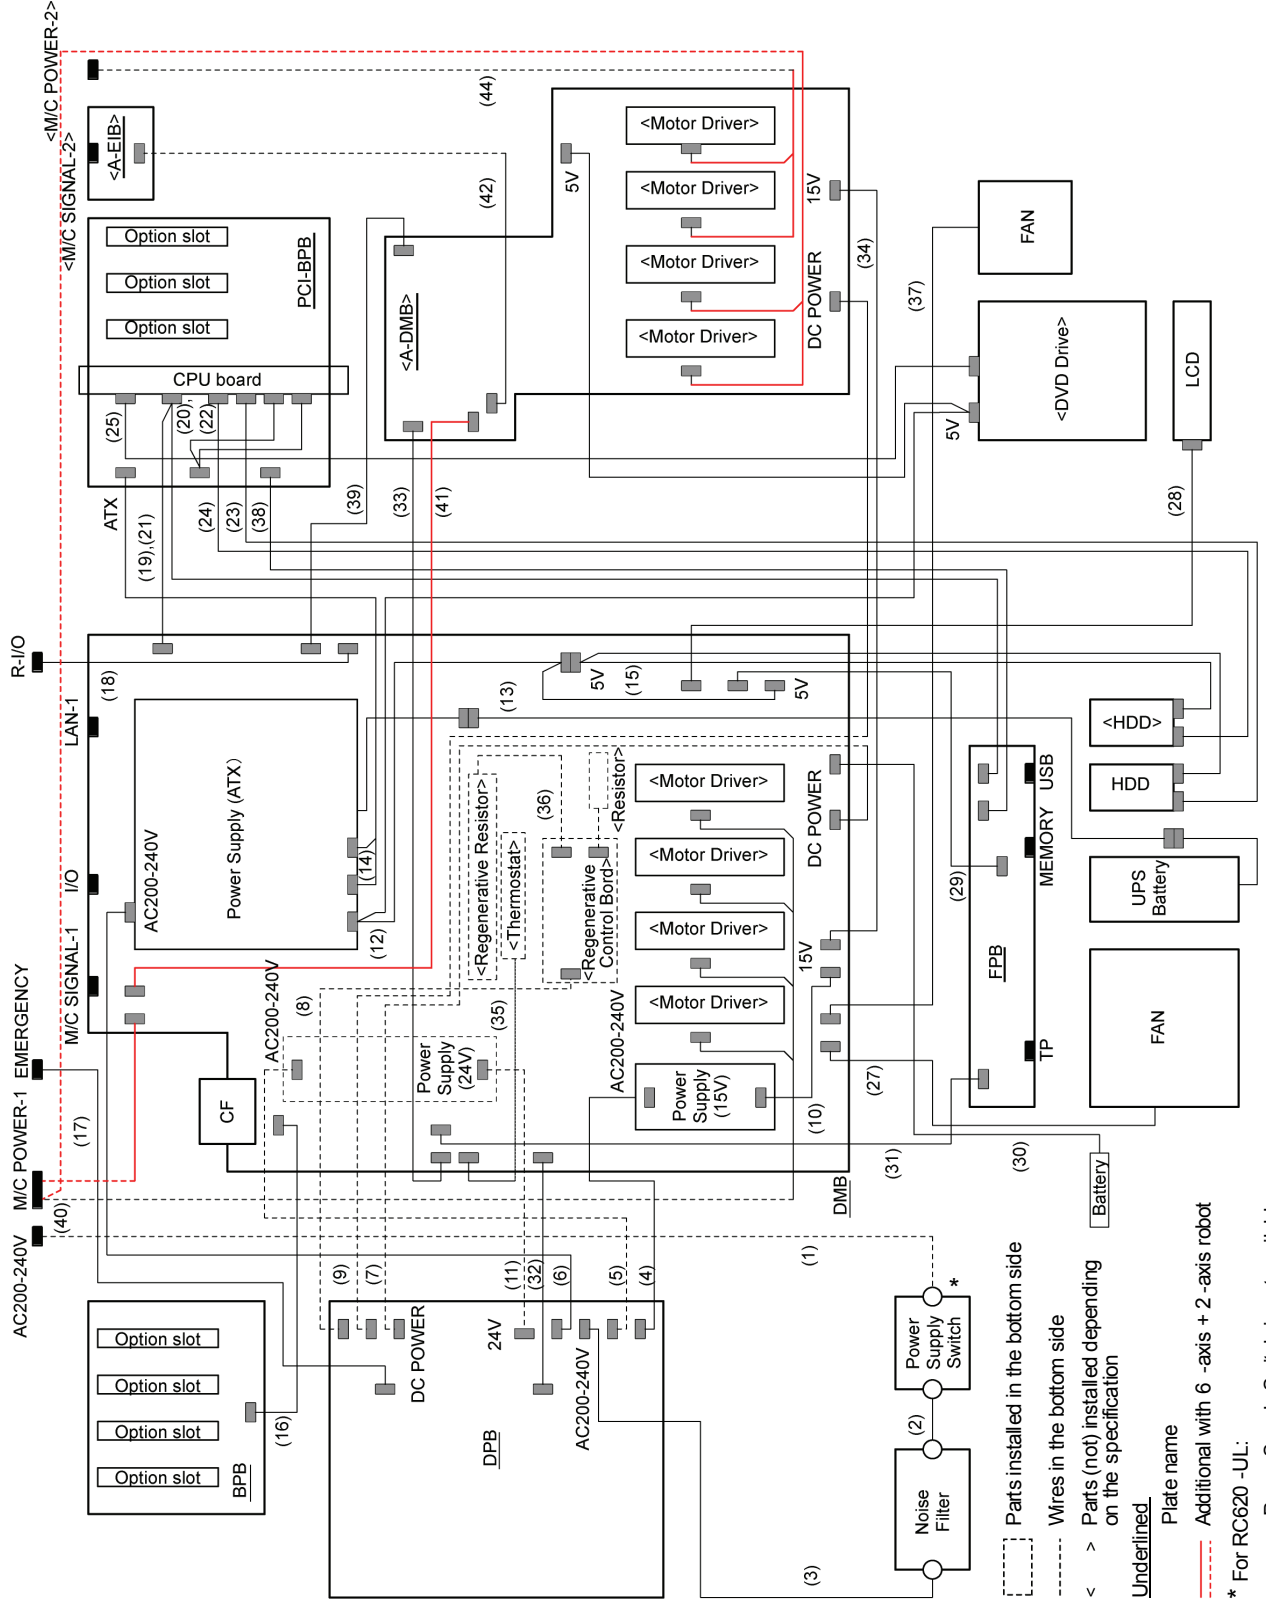 <M/C POWER-2>
<M/C SIGNAL-2>
<A-EIB>
(44)
(42)
Option slot
Option slot
Option slot
PCI-BPB
CPU board
<A-DMB>
<Motor Driver>
<Motor Driver>
<Motor Driver>
<Motor Driver>
5V
15V
DC POWER
(34)
(37)
FAN
<DVD Drive>
5V
LCD
(28)
(25)
(20),
(22)
ATX
(19),(21)
(24)
(23)
(38)
(39)
(33)
(41)
R-I/O
(18)
LAN-1
I/O
M/C SIGNAL-1
EMERGENCY
M/C POWER-1
AC200-240V
(17)
(40)
AC200-240V
Power Supply (ATX)
(14)
(12)
(13)
5V
(15)
5V
<Regenerative Resistor>
<Thermostat>
(36)
<Resistor>
<Regenerative
Control Bord>
(35)
(8)
AC200-240V
Power
Supply
(24V)
CF
<Motor Driver>
<Motor Driver>
<Motor Driver>
<Motor Driver>
DC POWER
15V
AC200-240V
Power
Supply
(15V)
(10)
(27)
(29)
(31)
(30)
DMB
FPB
USB
MEMORY
TP
<HDD>
HDD
UPS
Battery
FAN
Battery
Option slot
Option slot
Option slot
Option slot
BPB
(16)
(9)
(7)
(11)
(32)
(6)
(5)
(4)
DC POWER
24V
AC200-240V
DPB
(1)
(2)
(3)
Power
Supply
Switch
*
Noise
Filter
Parts installed in the bottom side
Wires in the bottom side
< > Parts (not) installed depending
on the specification
Underlined
Plate name
Additional with 6 -axis + 2 -axis robot
* For RC620 -UL: